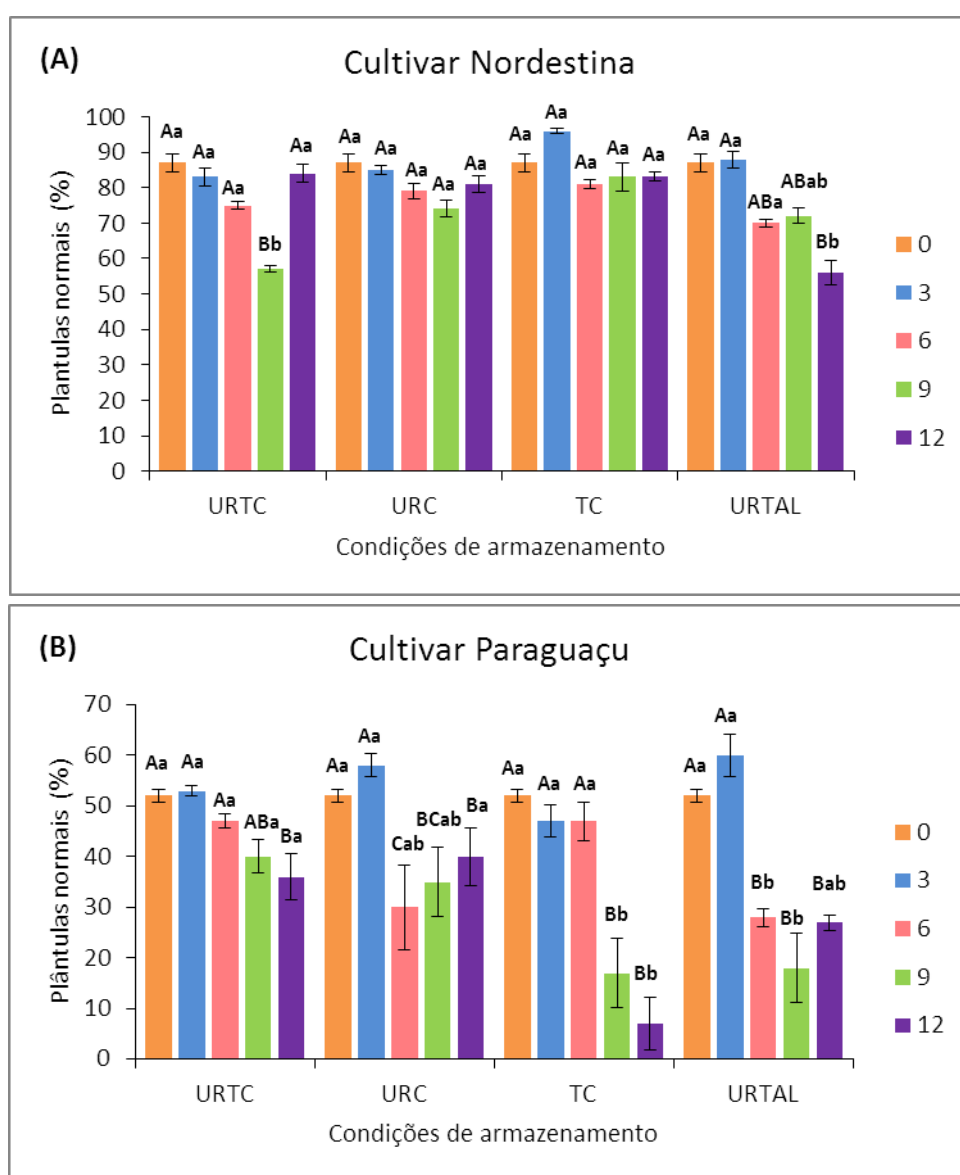 (A)
Cultivar Nordestina
Plantulas normais (%)
100
90
80
70
60
50
40
30
20
10
0
Aa Aa Aa Bb Aa
Aa Aa Aa Aa Aa
Aa Aa Aa Aa Aa
Aa Aa ABa ABab Bb
URTC URC TC URTAL
Condições de armazenamento
0
3
6
9
12
(B)
Cultivar Paraguaçu
Plântulas normais (%)
70
60
50
40
30
20
10
0
Aa Aa Aa ABa Ba
Aa Aa Cab BCab Ba
Aa Aa Aa Bb Bb
Aa Aa Bb Bb Bab
URTC URC TC URTAL
Condições de armazenamento
0
3
6
9
12